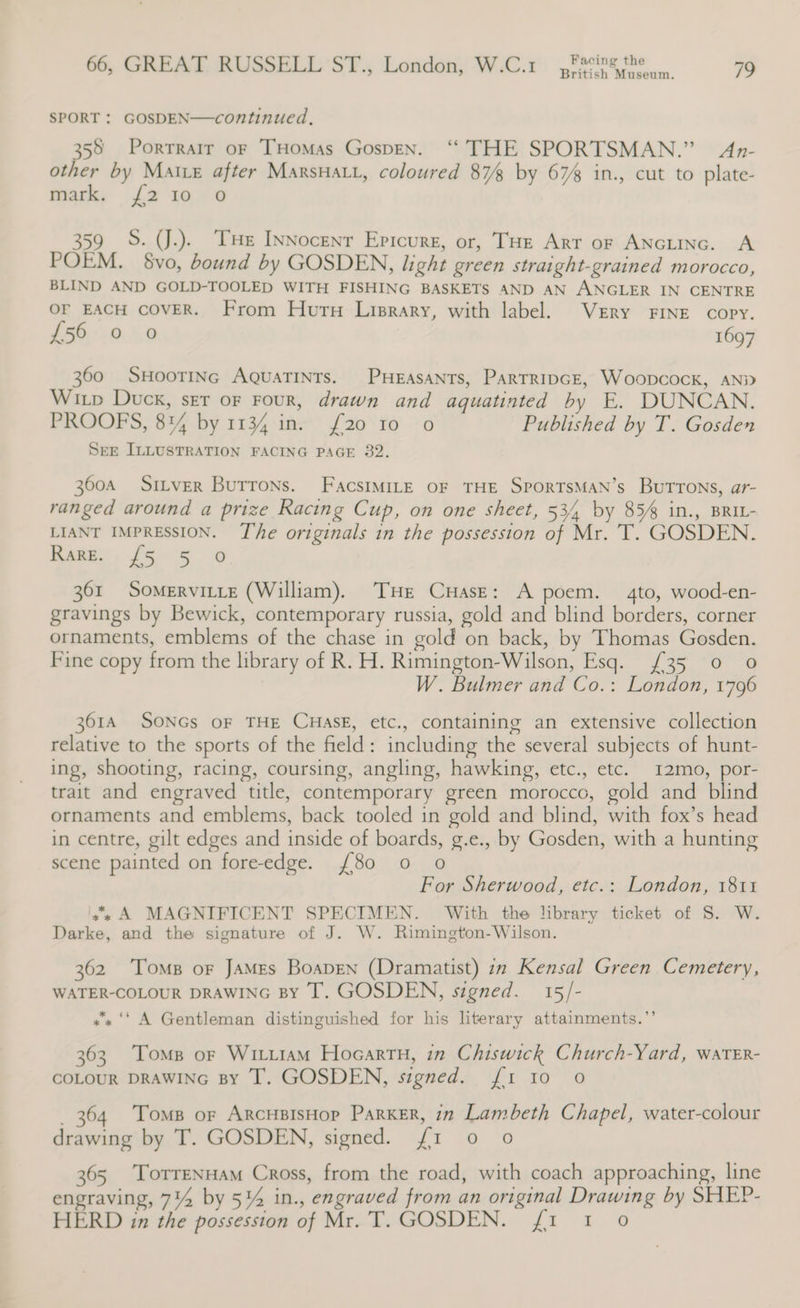 66, GREAT RUSSELL ST., London, W.C.1 Facing the British Museum. 79
SPORT: GOSDEN—continued.
358 Portrait of Thomas Gosden. “THE SPORTSMAN.” An-
other by Maile after Marshall, coloured 8⅞ by 6⅞ in., cut to plate-
mark. £2 10 0
359 S. (J.). The Innocent Epicure, or, The Art of Angling. A
POEM. 8vo, bound by GOSDEN, light green straight-grained morocco,
BLIND AND GOLD-TOOLED WITH FISHING BASKETS AND AN ANGLER IN CENTRE
OF EACH COVER. From Huth Library, with label. Very fine copy.
£56 0 0 1697
360 Shooting Aquatints. Pheasants, Partridge, Woodcock, and
Wild Duck, set of four, drawn and aquatinted by E. DUNCAN.
PROOFS, 8¼ by 11¾ in. £20 10 0 Published by T. Gosden
See Illustration facing page 32.
360A Silver Buttons. Facsimile of the Sportsman’s Buttons, ar-
ranged around a prize Racing Cup, on one sheet, 5¾ by 8⅝ in., bril-
liant impression. The originals in the possession of Mr. T. GOSDEN.
Rare. £5 5 0
361 Somerville (William). The Chase: A poem. 4to, wood-en-
gravings by Bewick, contemporary russia, gold and blind borders, corner
ornaments, emblems of the chase in gold on back, by Thomas Gosden.
Fine copy from the library of R. H. Rimington-Wilson, Esq. £35 0 0
W. Bulmer and Co.: London, 1796
361A Songs of the Chase, etc., containing an extensive collection
relative to the sports of the field: including the several subjects of hunt-
ing, shooting, racing, coursing, angling, hawking, etc., etc. 12mo, por-
trait and engraved title, contemporary green morocco, gold and blind
ornaments and emblems, back tooled in gold and blind, with fox’s head
in centre, gilt edges and inside of boards, g.e., by Gosden, with a hunting
scene painted on fore-edge. £80 0 0
For Sherwood, etc.: London, 1811
⁂ A MAGNIFICENT SPECIMEN. With the library ticket of S. W.
Darke, and the signature of J. W. Rimington-Wilson.
362 Tomb of James Boaden (Dramatist) in Kensal Green Cemetery,
water-colour drawing by T. GOSDEN, signed. 15/-
⁂ “A Gentleman distinguished for his literary attainments.”
363 Tomb of William Hogarth, in Chiswick Church-Yard, water-
colour drawing by T. GOSDEN, signed. £1 10 0
364 Tomb of Archbishop Parker, in Lambeth Chapel, water-colour
drawing by T. GOSDEN, signed. £1 0 0
365 Tottenham Cross, from the road, with coach approaching, line
engraving, 7½ by 5½ in., engraved from an original Drawing by SHEP-
HERD in the possession of Mr. T. GOSDEN. £1 1 0